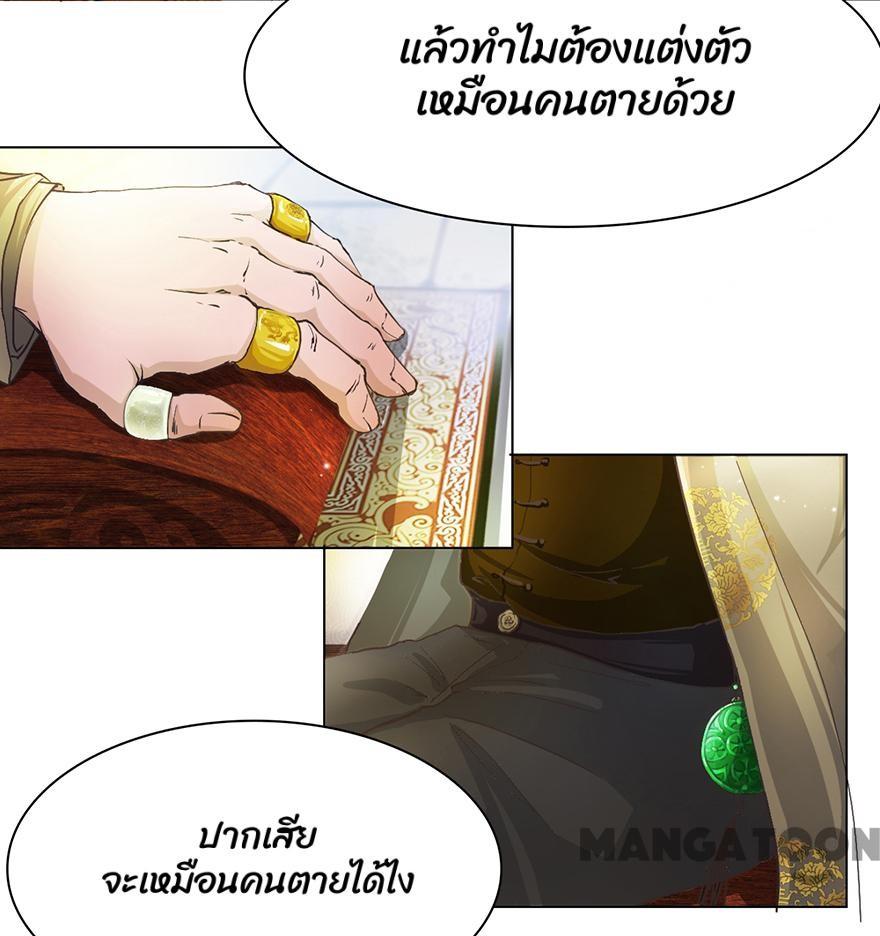 แล้วทำไมต้องแต่งตัว
เหมือนคนตายด้วย
ปากเสีย
จะเหมือนคนตายได้ไง
MANGATOON